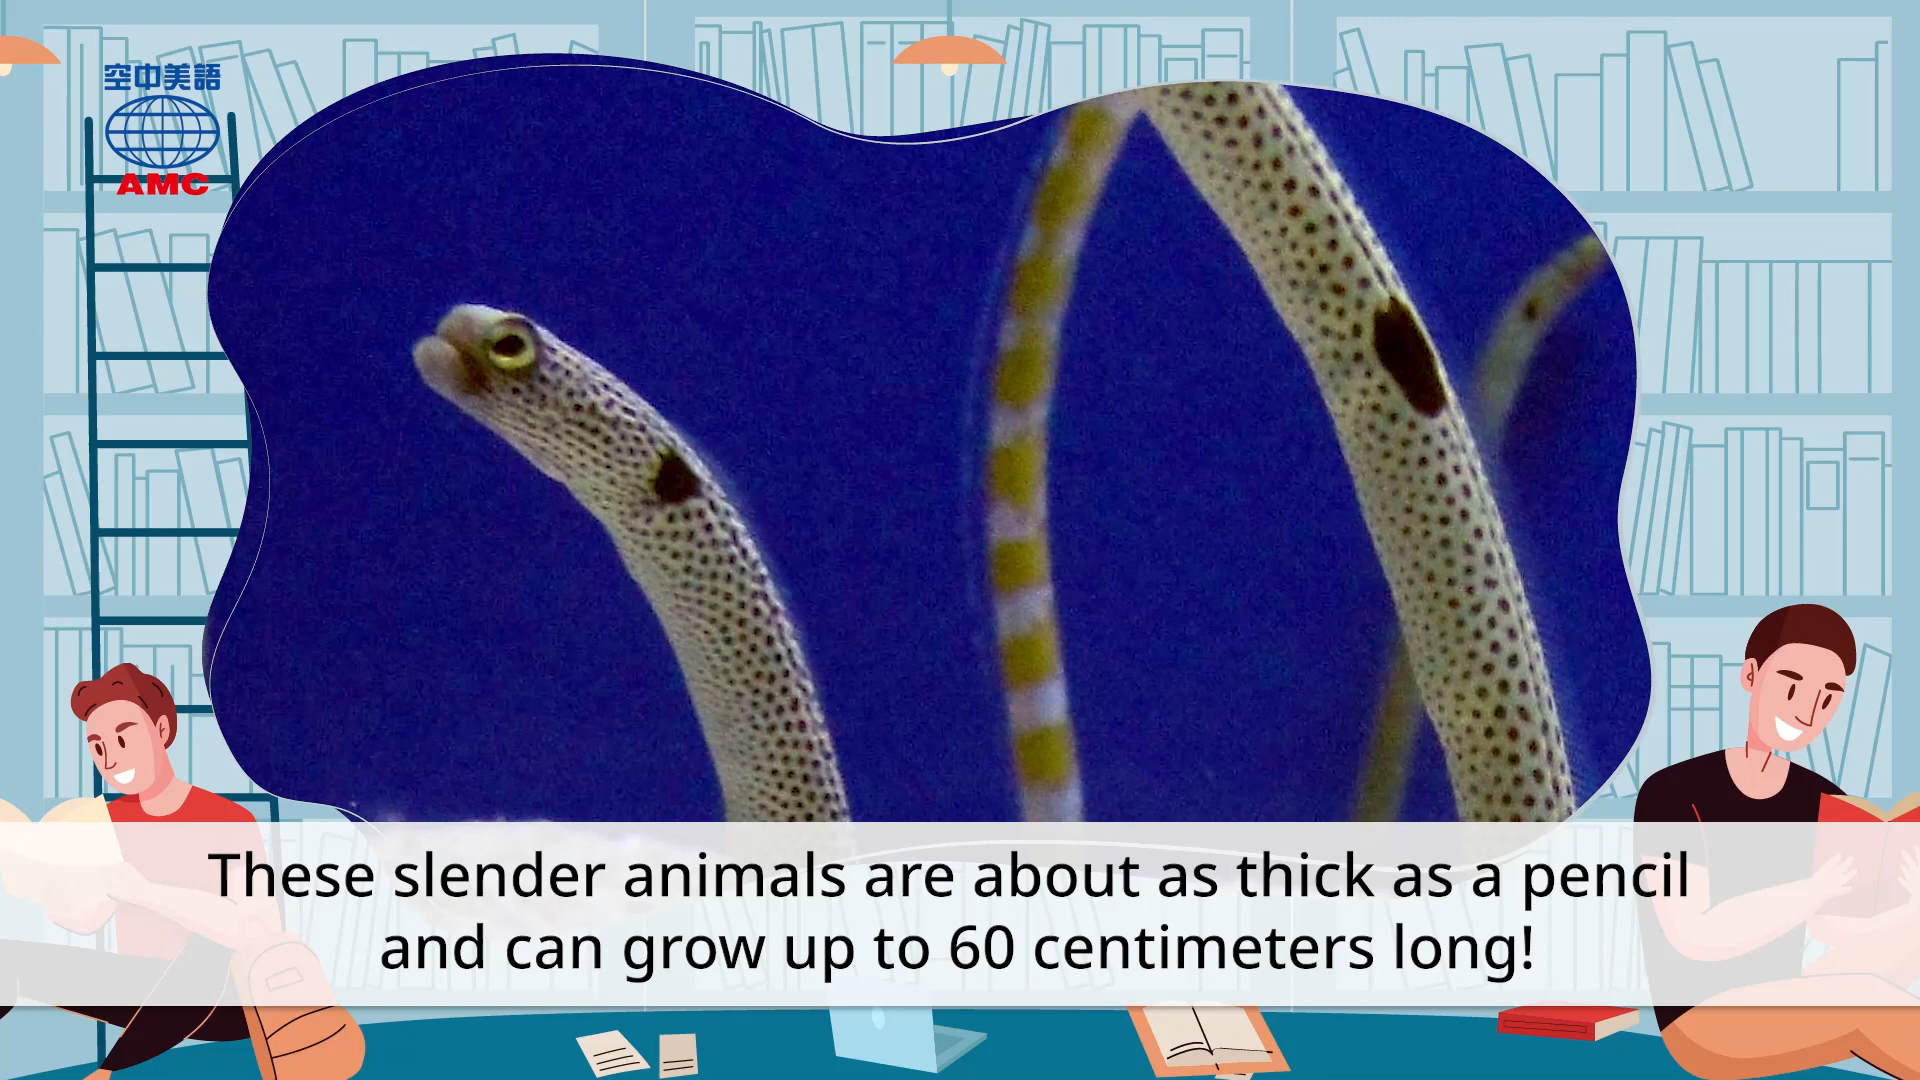 空中美語
AMC
These slender animals are about as thick as a pencil
and can grow up to 60 centimeters long!